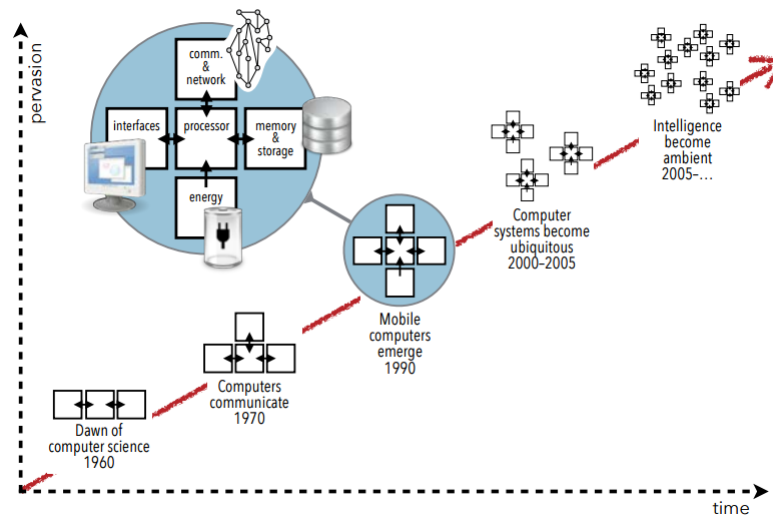 pervasion
comm.
&
network
interfaces
processor
memory
&
storage
energy
Intelligence
become
ambient
2005–...
Computer
systems become
ubiquitous
2000–2005
Mobile
computers
emerge
1990
Computers
communicate
1970
Dawn of
computer science
1960
time